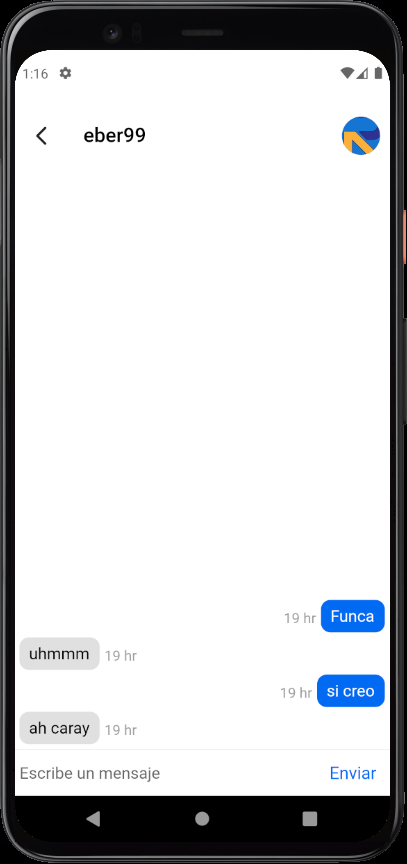 1:16
eber99
19 hr Funca
uhmmm 19 hr
19 hr si creo
ah caray 19 hr
Escribe un mensaje Enviar